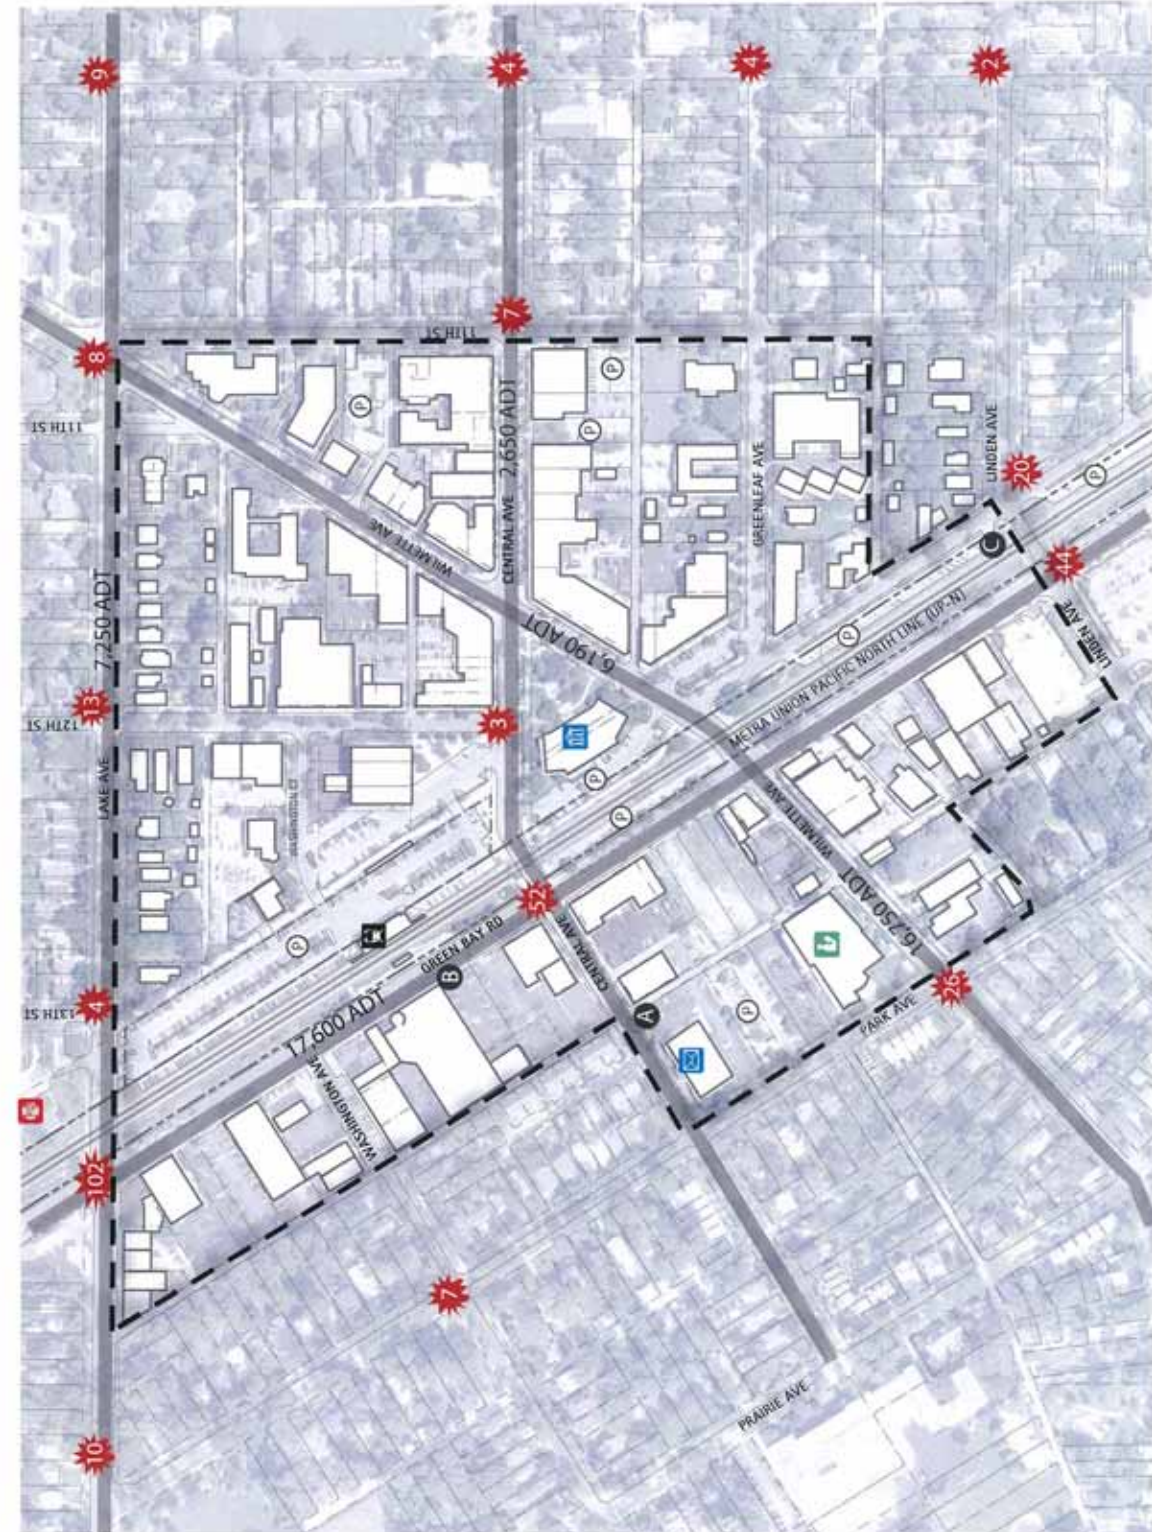 9
4
4
2
8
7
11TH ST
11TH ST
2,650 ADT
CENTRAL AVE
WILMETTE AVE
GREENLEAF AVE
LINDEN AVE
20
P
P
P
P
C
44
7,250 ADT
LAKE AVE
13
12TH ST
3
6,190 ADT
METRA UNION PACIFIC NORTH LINE (UP-N)
P
P
P
LINDEN AVE
WASHINGTON CT
WILMETTE AVE
16,250 ADT
52
CENTRAL AVE
GREEN BAY RD
B
P
17,600 ADT
13TH ST
A
P
PARK AVE
26
WASHINGTON AVE
102
7
PRAIRIE AVE
10